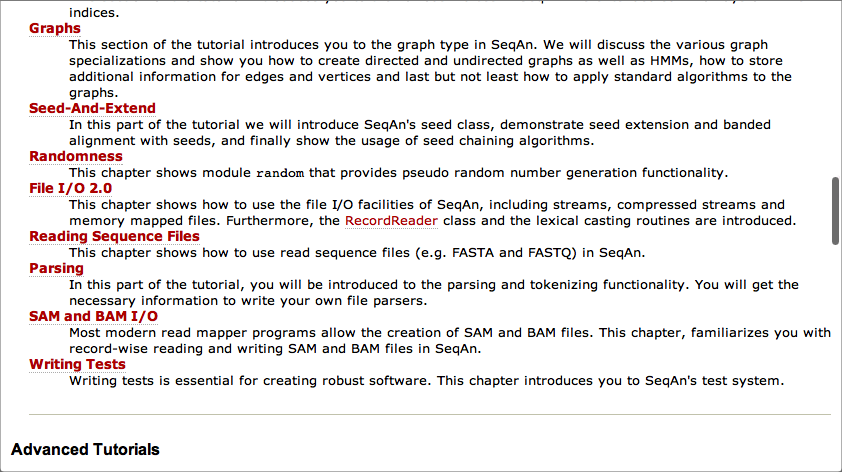 indices.
Graphs
This section of the tutorial introduces you to the graph type in SeqAn. We will discuss the various graph
specializations and show you how to create directed and undirected graphs as well as HMMs, how to store
additional information for edges and vertices and last but not least how to apply standard algorithms to the
graphs.
Seed-And-Extend
In this part of the tutorial we will introduce SeqAn's seed class, demonstrate seed extension and banded
alignment with seeds, and finally show the usage of seed chaining algorithms.
Randomness
This chapter shows module random that provides pseudo random number generation functionality.
File I/O 2.0
This chapter shows how to use the file I/O facilities of SeqAn, including streams, compressed streams and
memory mapped files. Furthermore, the RecordReader class and the lexical casting routines are introduced.
Reading Sequence Files
This chapter shows how to use read sequence files (e.g. FASTA and FASTQ) in SeqAn.
Parsing
In this part of the tutorial, you will be introduced to the parsing and tokenizing functionality. You will get the
necessary information to write your own file parsers.
SAM and BAM I/O
Most modern read mapper programs allow the creation of SAM and BAM files. This chapter, familiarizes you with
record-wise reading and writing SAM and BAM files in SeqAn.
Writing Tests
Writing tests is essential for creating robust software. This chapter introduces you to SeqAn's test system.
Advanced Tutorials